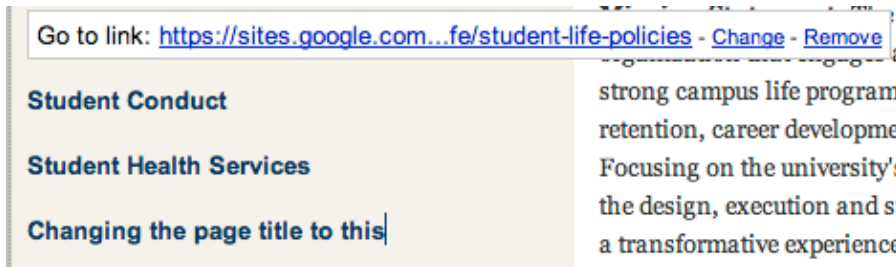 Go to link: https://sites.google.com...fe/student-life-policies - Change - Remove
Student Conduct
Student Health Services
Changing the page title to this
strong campus life program
retention, career developme
Focusing on the university's
the design, execution and s
a transformative experience